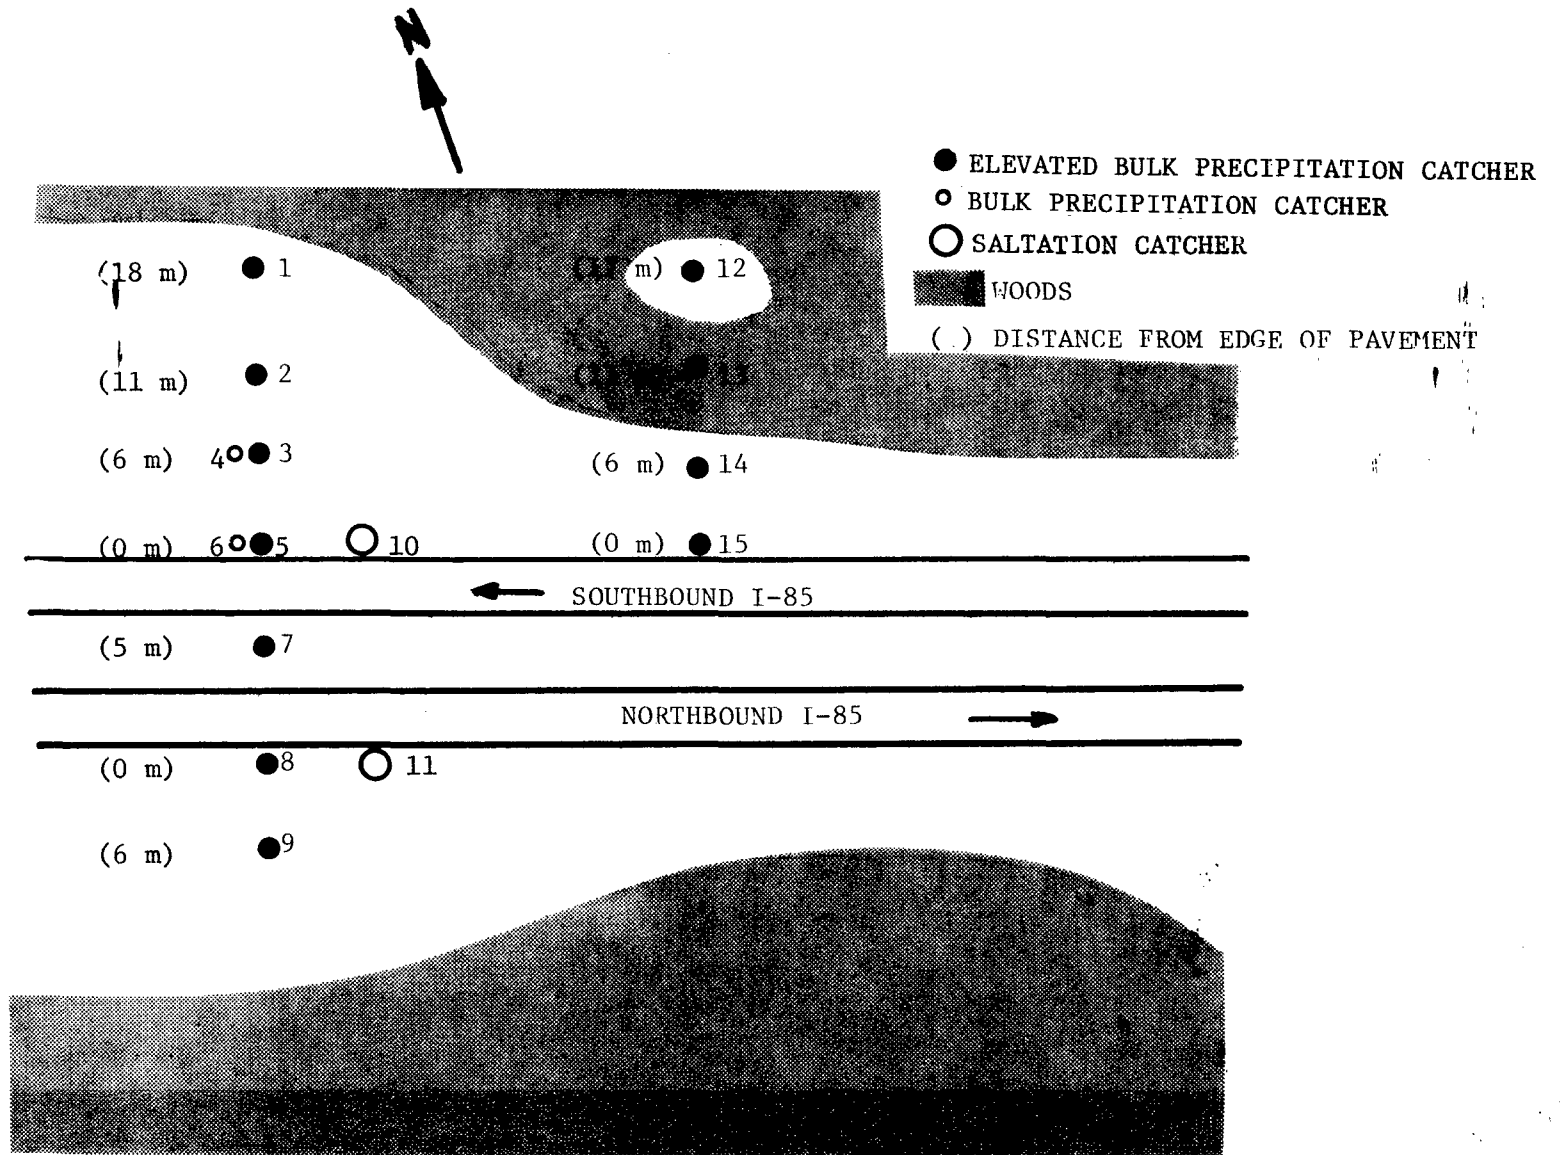 N
ELEVATED BULK PRECIPITATION CATCHER
BULK PRECIPITATION CATCHER
SALTATION CATCHER
WOODS
( ) DISTANCE FROM EDGE OF PAVEMENT
(18 m) 1
m) 12
(11 m) 2
13
(6 m) 4 3
(6 m) 14
(0 m) 6 5 10
(0 m) 15
SOUTHBOUND I-85
(5 m) 7
NORTHBOUND I-85
(0 m) 8 11
(6 m) 9